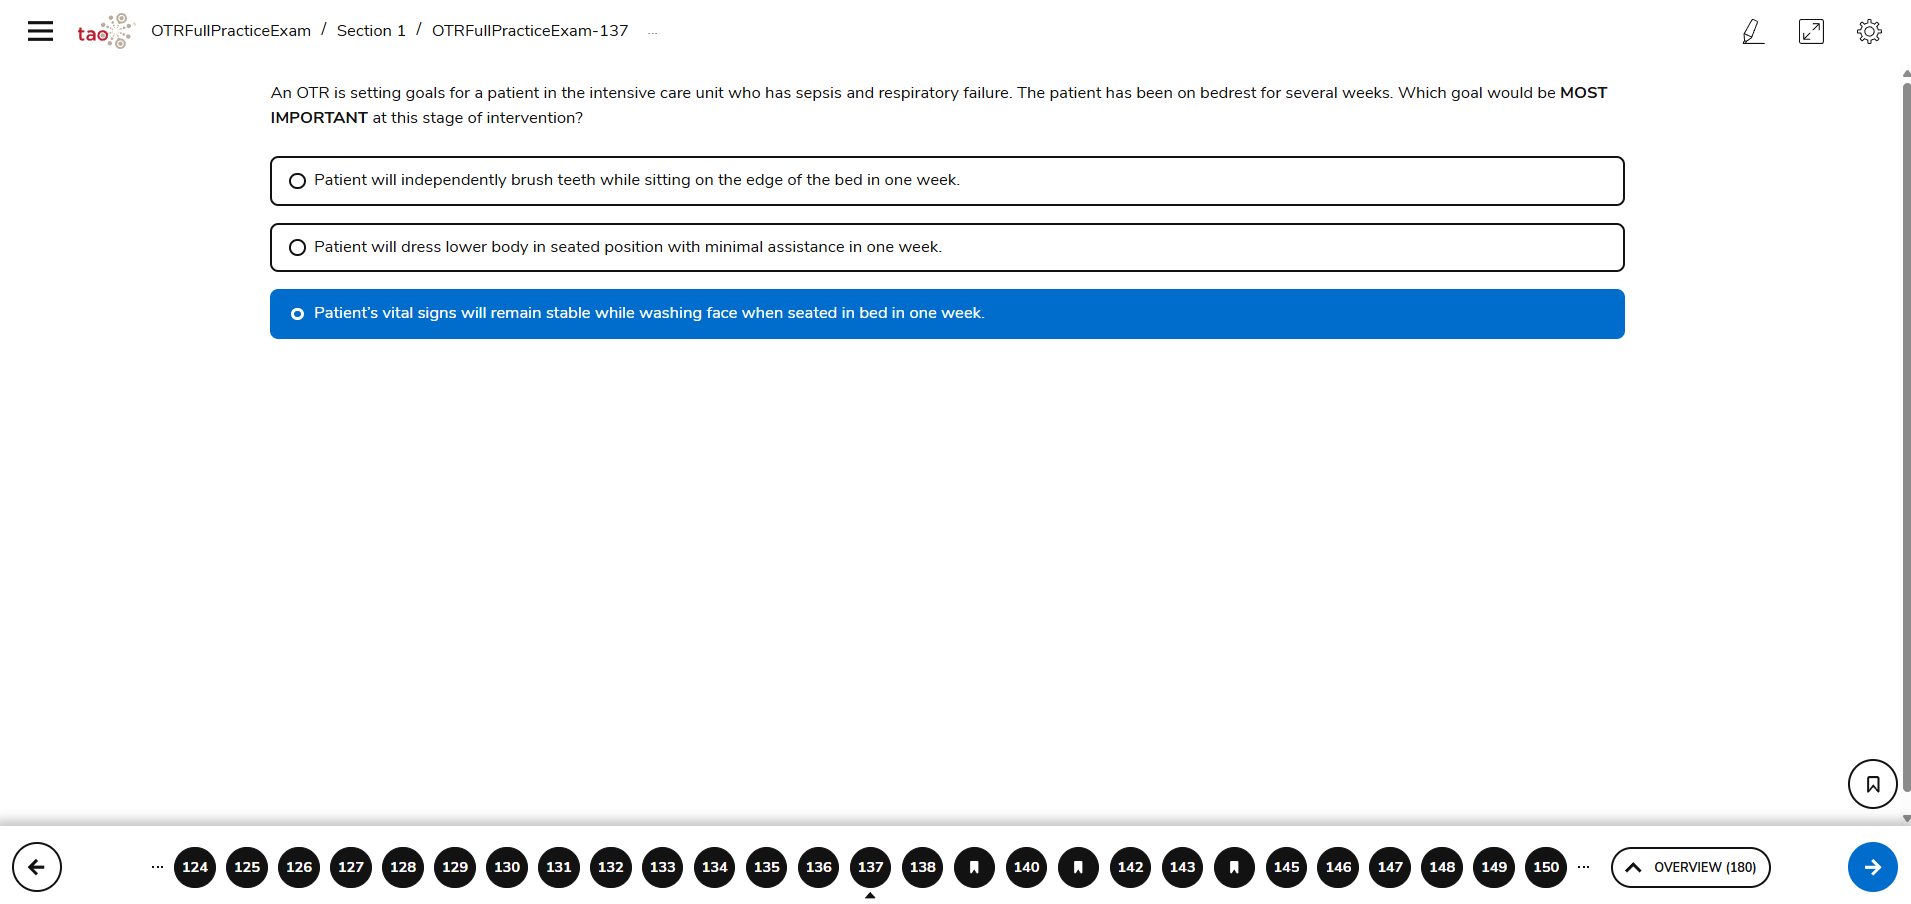 tao
OTRFullPracticeExam / Section 1 / OTRFullPracticeExam-137 ...
An OTR is setting goals for a patient in the intensive care unit who has sepsis and respiratory failure. The patient has been on bedrest for several weeks. Which goal would be MOST
IMPORTANT at this stage of intervention?
Patient will independently brush teeth while sitting on the edge of the bed in one week.
Patient will dress lower body in seated position with minimal assistance in one week.
Patient's vital signs will remain stable while washing face when seated in bed in one week.
... 124 125 126 127 128 129 130 131 132 133 134 135 136 137 138 140 142 143 145 146 147 148 149 150 ... OVERVIEW (180)